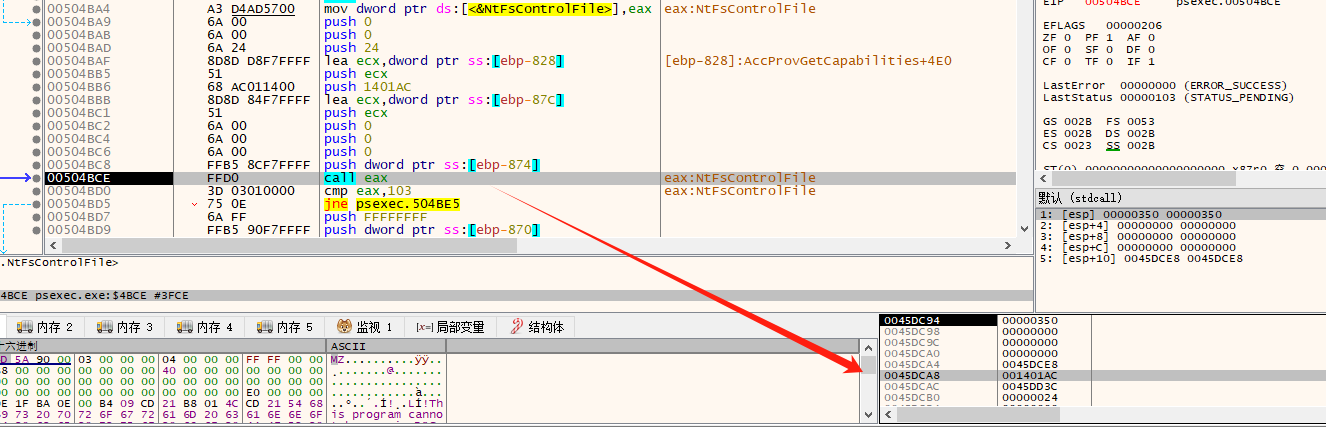 00504BA4 A3 D4AD5700 mov dword ptr ds:[<&NtFsControlFile>],eax eax:NtFsControlFile
00504BA9 6A 00 push 0
00504BAB 6A 00 push 0
00504BAD 6A 24 push 24
00504BAF 8D8D D8F7FFFF lea ecx,dword ptr ss:[ebp-828] [ebp-828]:AccProvGetCapabilities+4E0
00504BB5 51 push ecx
00504BB6 68 AC011400 push 1401AC
00504BBB 8D8D 84F7FFFF lea ecx,dword ptr ss:[ebp-87C]
00504BC1 51 push ecx
00504BC2 6A 00 push 0
00504BC4 6A 00 push 0
00504BC6 6A 00 push 0
00504BC8 FFB5 8CF7FFFF push dword ptr ss:[ebp-874]
00504BCE FFD0 call eax eax:NtFsControlFile
00504BD0 3D 03010000 cmp eax,103 eax:NtFsControlFile
00504BD5 75 0E jne psexec.504BE5
00504BD7 6A FF push FFFFFFFF
00504BD9 FFB5 90F7FFFF push dword ptr ss:[ebp-870]
EIP 00504BCE psexec.00504BCE
EFLAGS 00000206
ZF 0 PF 1 AF 0
OF 0 SF 0 DF 0
CF 0 TF 0 IF 1
LastError 00000000 (ERROR_SUCCESS)
LastStatus 00000103 (STATUS_PENDING)
GS 002B FS 0053
ES 002B DS 002B
CS 0023 SS 002B
默认 (stdcall)
1: [esp] 00000350 00000350
2: [esp+4] 00000000 00000000
3: [esp+8] 00000000 00000000
4: [esp+C] 00000000 00000000
5: [esp+10] 0045DCE8 0045DCE8
.NtFsControlFile>
4BCE psexec.exe:$4BCE #3FCE
内存 2 内存 3 内存 4 内存 5 监视 1 [x=] 局部变量 结构体
十六进制 ASCII
D 5A 90 00 03 00 00 00 04 00 00 00 FF FF 00 00 MZ..........ÿÿ..
B8 00 00 00 00 00 00 00 40 00 00 00 00 00 00 00 ........@.......
00 00 00 00 00 00 00 00 00 00 00 00 00 00 00 00 ................
00 00 00 00 00 00 00 00 00 00 00 00 E0 00 00 00 ............à...
0E 1F BA 0E 00 B4 09 CD 21 B8 01 4C CD 21 54 68 ..º..´.Í!¸.LÍ!Th
69 73 20 70 72 6F 67 72 61 6D 20 63 61 6E 6E 6F is program canno
0045DC94 00000350
0045DC98 00000000
0045DC9C 00000000
0045DCA0 00000000
0045DCA4 0045DCE8
0045DCA8 001401AC
0045DCAC 0045DD3C
0045DCB0 00000024